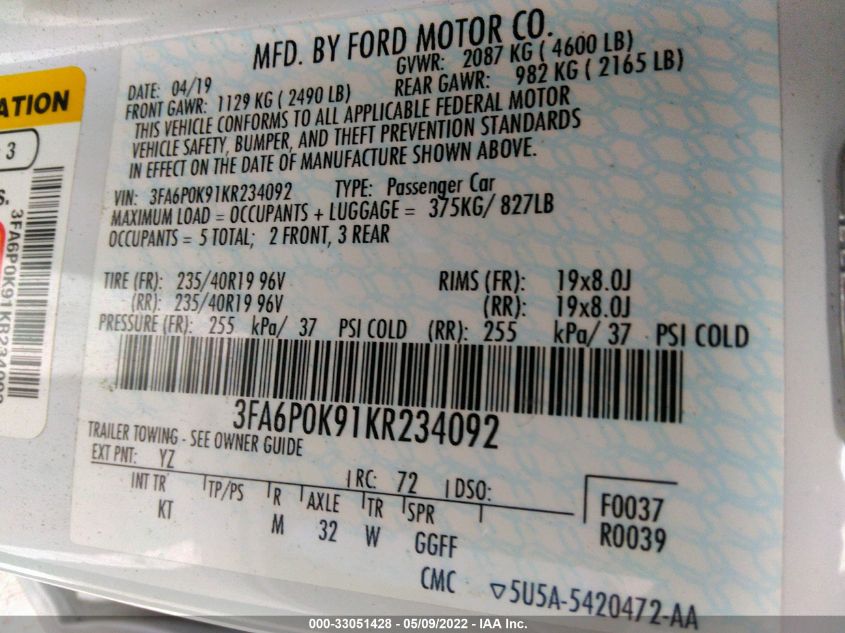 MFD. BY FORD MOTOR CO.
DATE: 04/19 GVWR: 2087 KG ( 4600 LB)
FRONT GAWR: 1129 KG ( 2490 LB) REAR GAWR: 982 KG ( 2165 LB)
THIS VEHICLE CONFORMS TO ALL APPLICABLE FEDERAL MOTOR
VEHICLE SAFETY, BUMPER, AND THEFT PREVENTION STANDARDS
IN EFFECT ON THE DATE OF MANUFACTURE SHOWN ABOVE.
VIN: 3FA6P0K91KR234092 TYPE: Passenger Car
MAXIMUM LOAD = OCCUPANTS + LUGGAGE = 375KG/ 827LB
OCCUPANTS = 5 TOTAL; 2 FRONT, 3 REAR
TIRE (FR): 235/40R19 96V RIMS (FR): 19x8.0J
(RR): 235/40R19 96V (RR): 19x8.0J
PRESSURE (FR): 255 kPa/ 37 PSI COLD (RR): 255 kPa/ 37 PSI COLD
3FA6P0K91KR234092
TRAILER TOWING - SEE OWNER GUIDE
EXT PNT: YZ RC: 72 DSO:
INT TR TP/PS R AXLE TR SPR F0037
KT M 32 W GGFF R0039
CMC ▽5U5A-5420472-AA
ATION
3
S.
3FA6P0K91KR234092
000-33051428 - 05/09/2022 - IAA Inc.